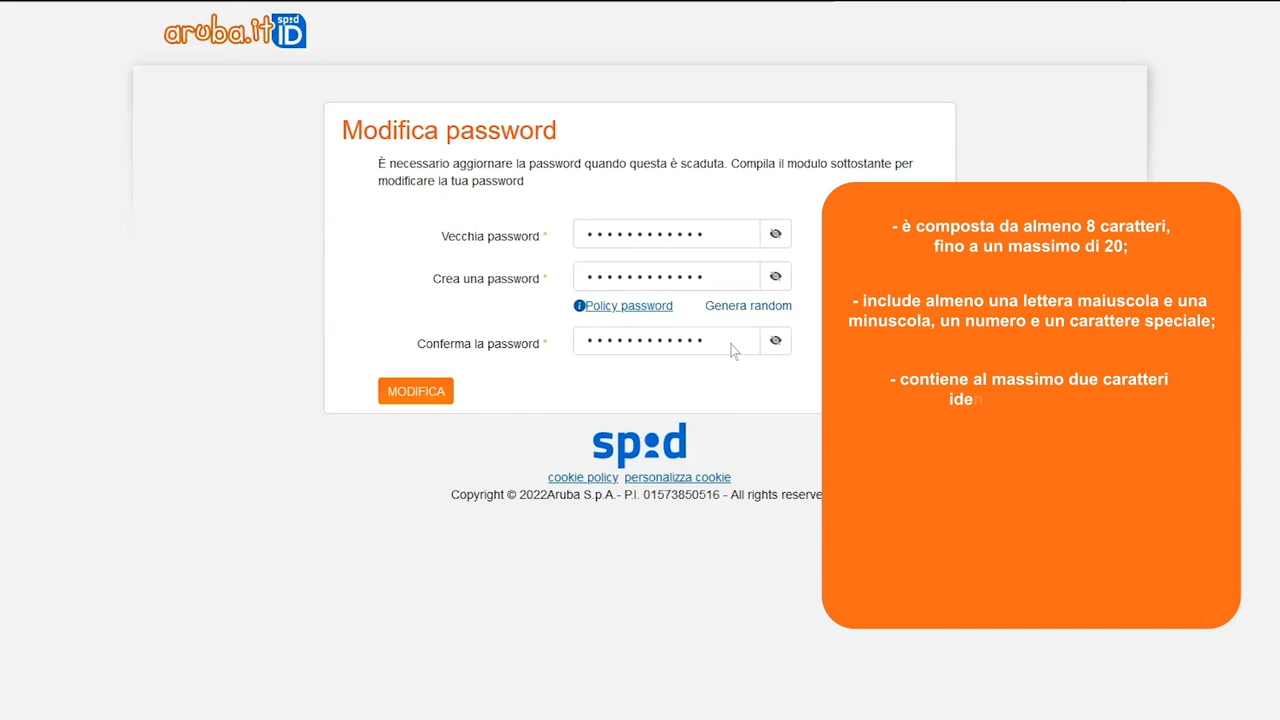 aruba.it spid ID
Modifica password
È necessario aggiornare la password quando questa è scaduta. Compila il modulo sottostante per
modificare la tua password
Vecchia password *
Crea una password *
Policy password Genera random
Conferma la password *
MODIFICA
- è composta da almeno 8 caratteri,
fino a un massimo di 20;
- include almeno una lettera maiuscola e una
minuscola, un numero e un carattere speciale;
- contiene al massimo due caratteri
iden
spid
cookie policy personalizza cookie
Copyright © 2022Aruba S.p.A.- P.I. 01573850516 - All rights reserve